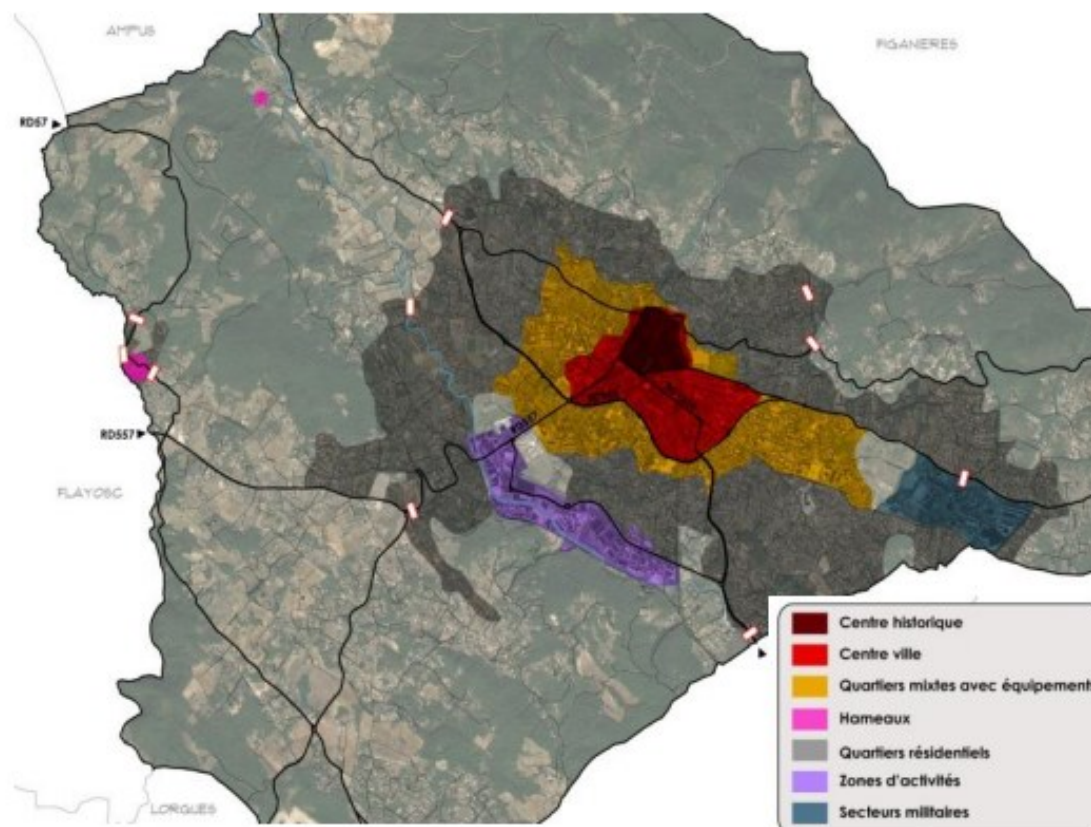 AMPUS
FIGANIERES
RD57
RD557
FLAYOSC
LORGUES
Centre historique
Centre ville
Quartiers mixtes avec équipement
Hameaux
Quartiers résidentiels
Zones d'activités
Secteurs militaires